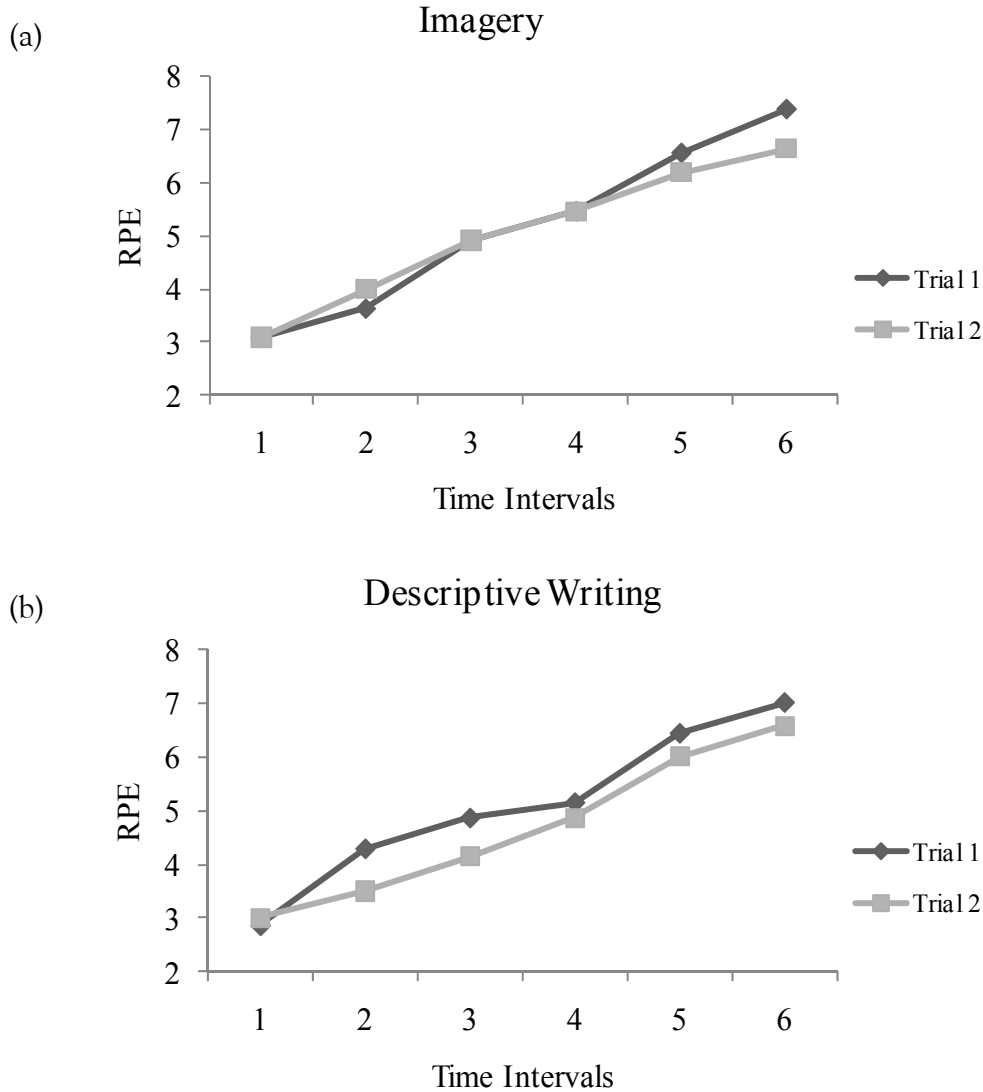 (a)
Imagery
8
7
6
5
4
3
2
RPE
1 2 3 4 5 6
Time Intervals
Trial 1
Trial 2
(b)
Descriptive Writing
8
7
6
5
4
3
2
RPE
1 2 3 4 5 6
Time Intervals
Trial 1
Trial 2